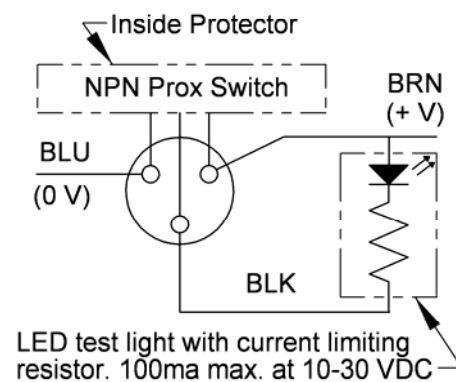 Inside Protector
NPN Prox Switch
BRN
(+ V)
BLU
(0 V)
BLK
LED test light with current limiting
resistor. 100ma max. at 10-30 VDC